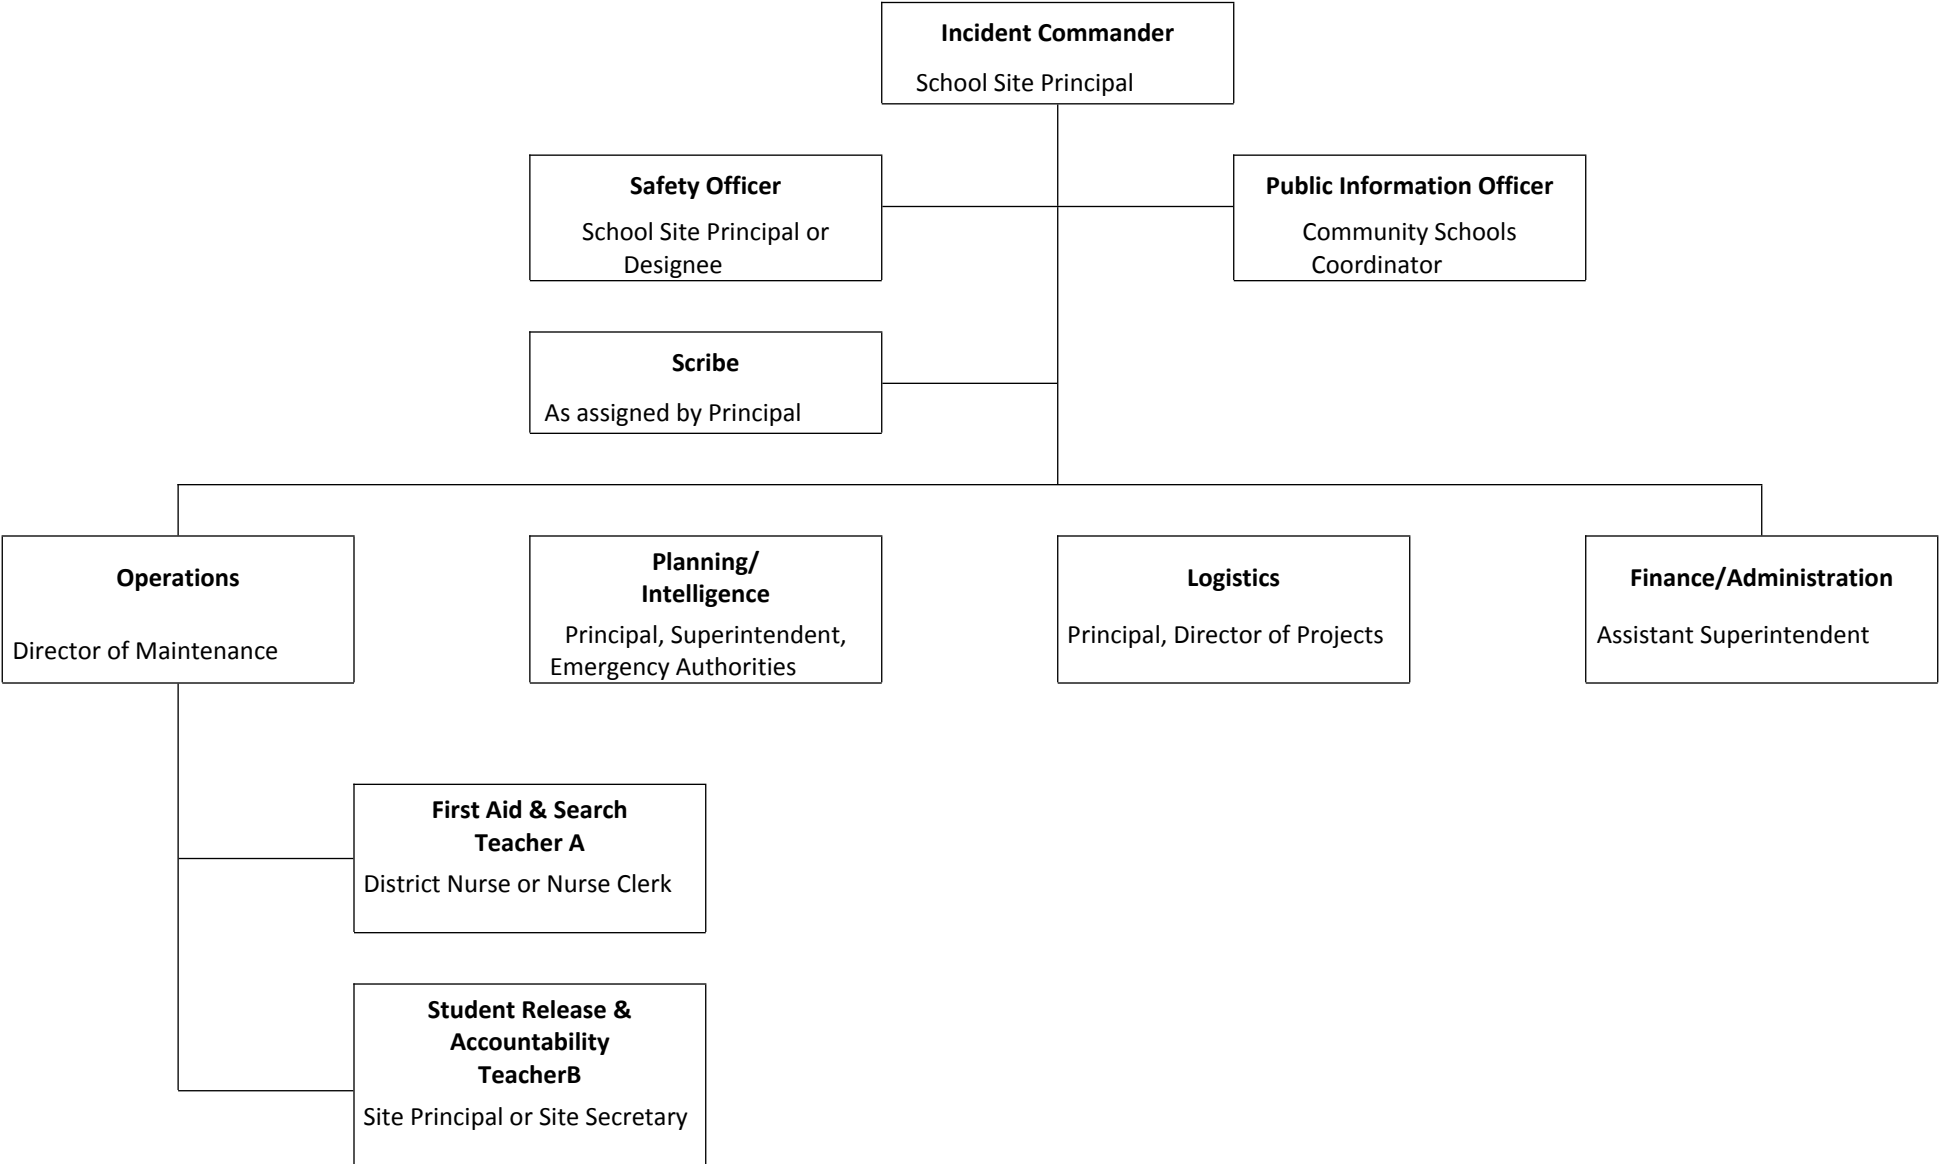 Incident Commander
School Site Principal
Safety Officer
School Site Principal or
Designee
Public Information Officer
Community Schools
Coordinator
Scribe
As assigned by Principal
Operations
Director of Maintenance
Planning/
Intelligence
Principal, Superintendent,
Emergency Authorities
Logistics
Principal, Director of Projects
Finance/Administration
Assistant Superintendent
First Aid & Search
Teacher A
District Nurse or Nurse Clerk
Student Release &
Accountability
TeacherB
Site Principal or Site Secretary